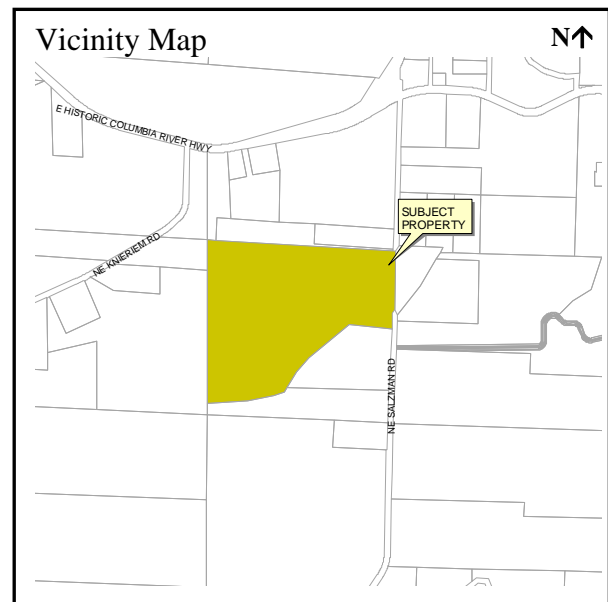 Vicinity Map
N↑
E HISTORIC COLUMBIA RIVER HWY
NE KNIERIEM RD
SUBJECT
PROPERTY
NE SALZMAN RD